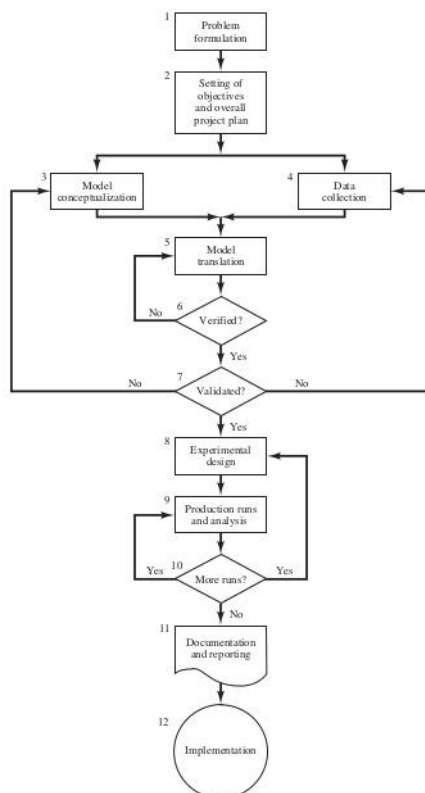 1
Problem
formulation
2
Setting of
objectives
and overall
project plan
3
Model
conceptualization
4
Data
collection
5
Model
translation
6
No
Verified?
Yes
No
7
Validated?
No
Yes
8
Experimental
design
9
Production runs
and analysis
Yes
10
More runs?
Yes
No
11
Documentation
and reporting
12
Implementation